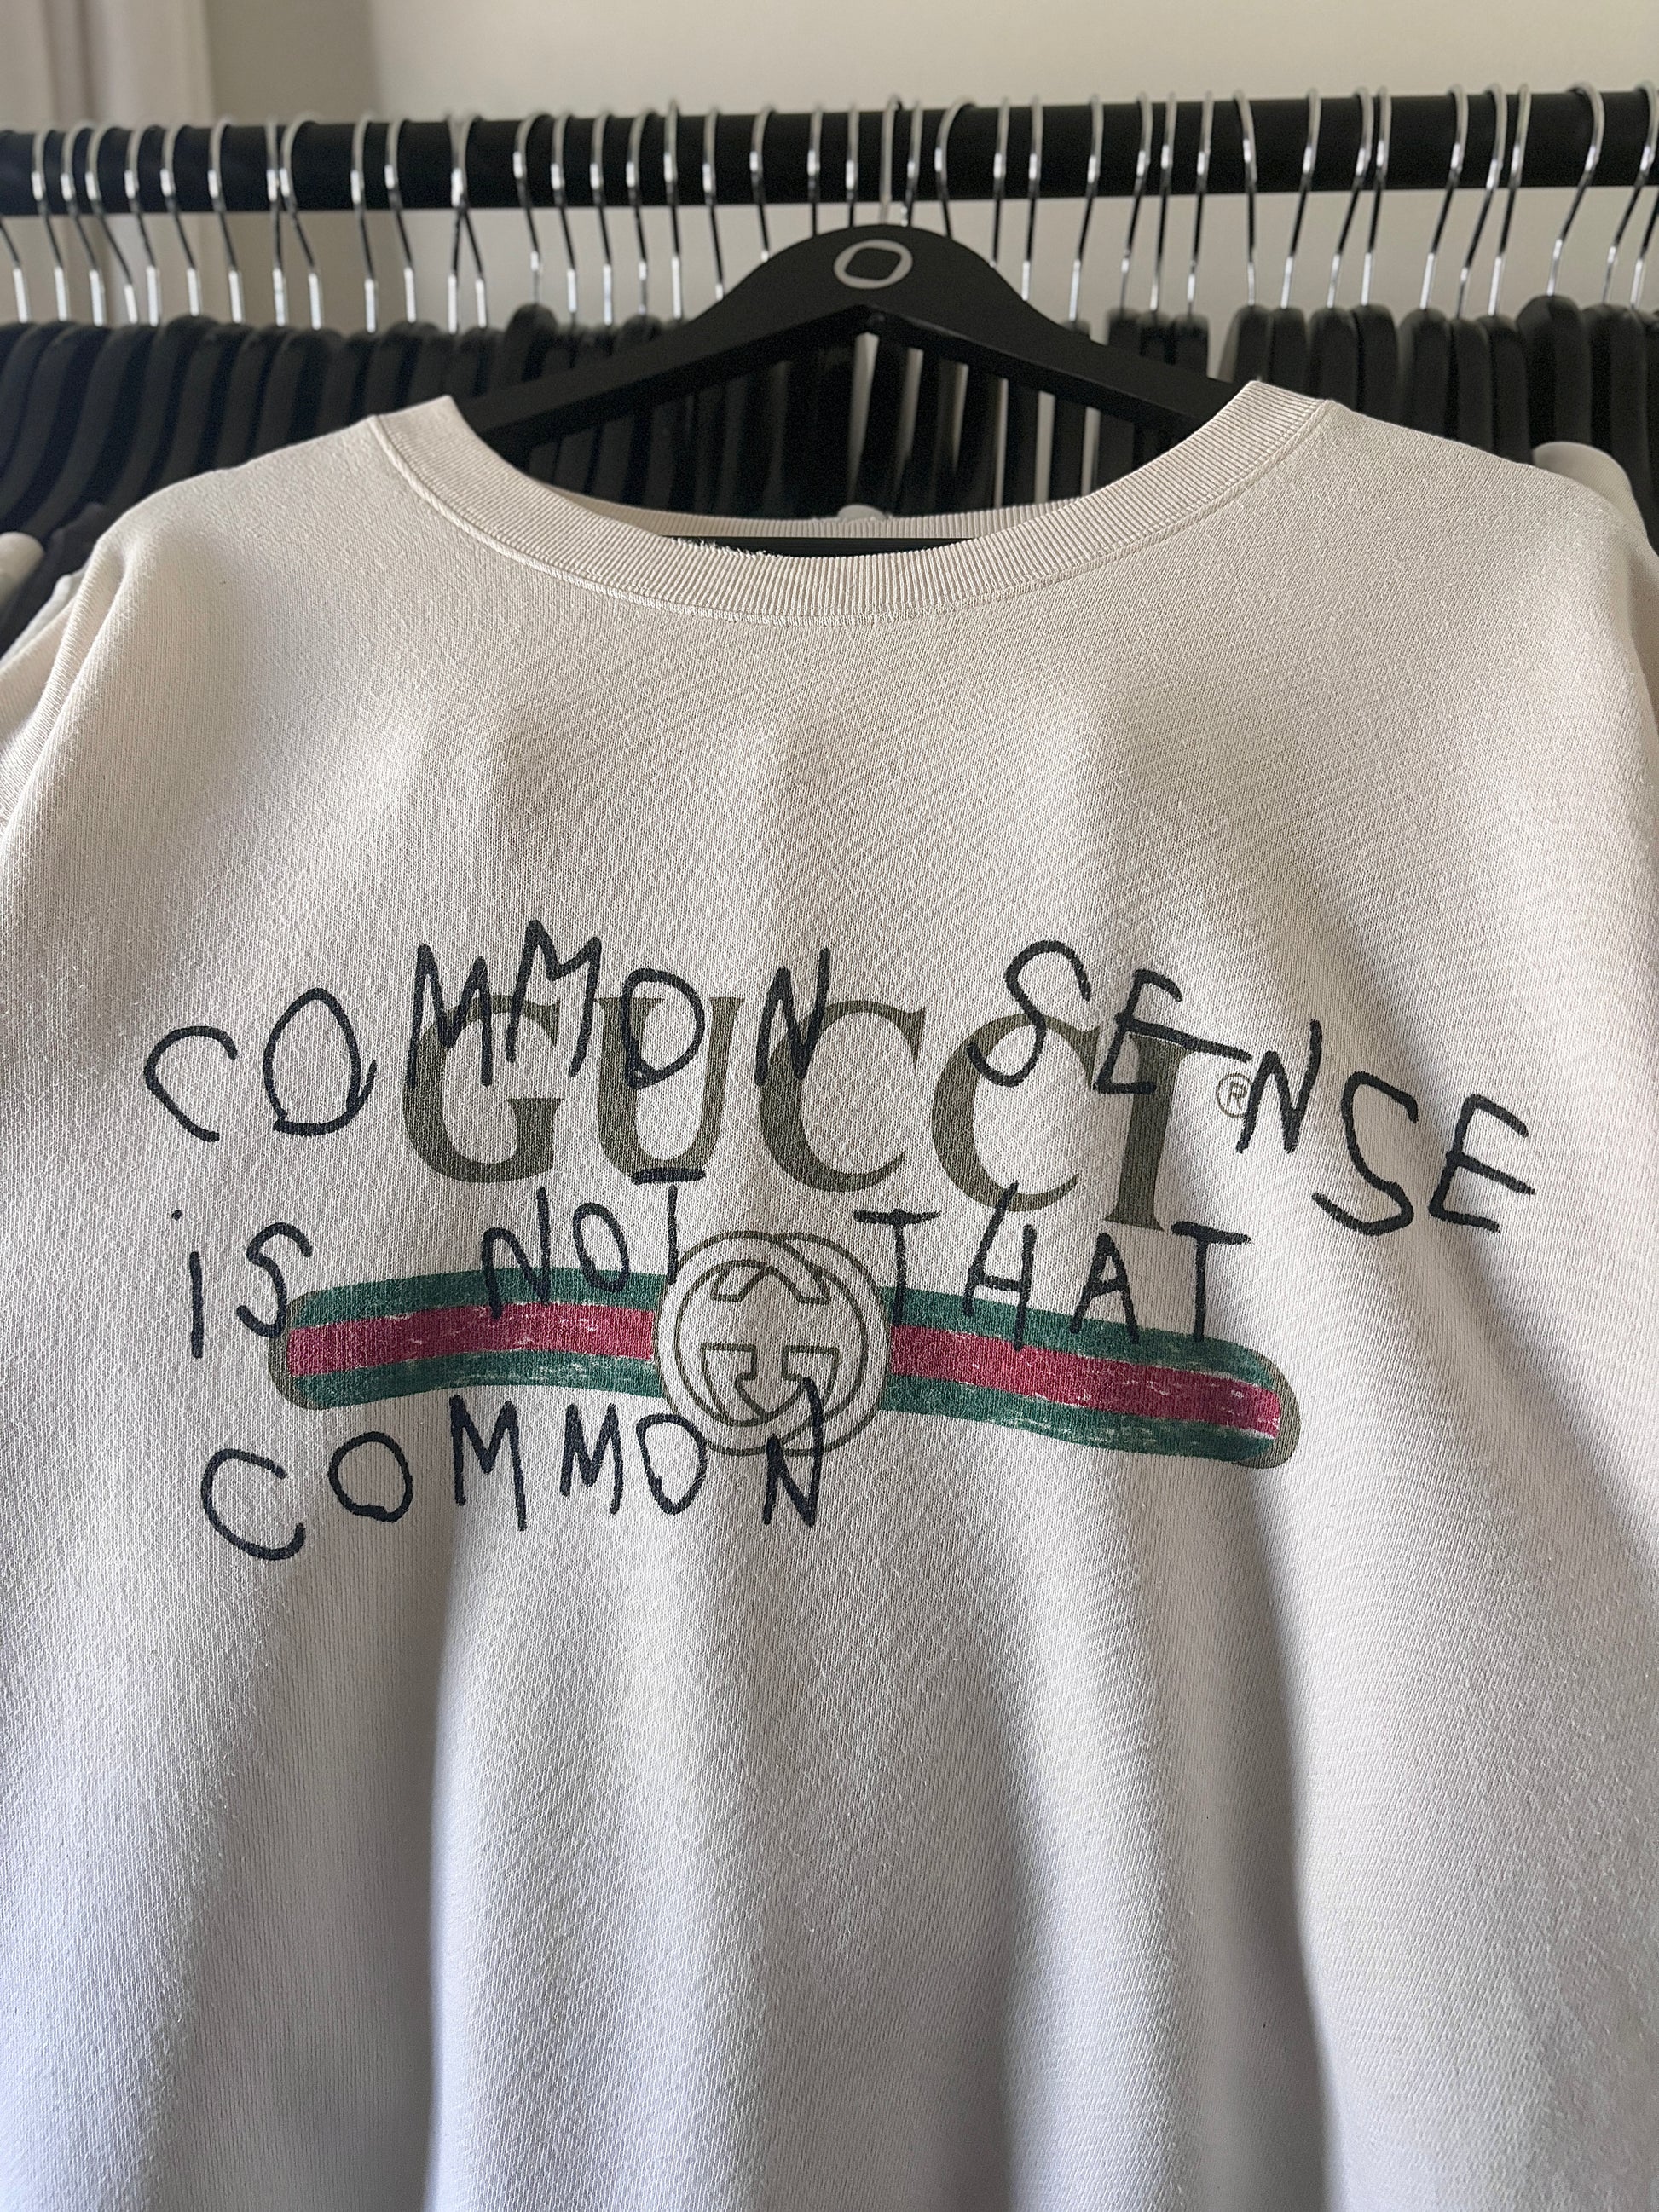 COMMON SENSE
GUCCI®
iS NOT THAT
COMMON